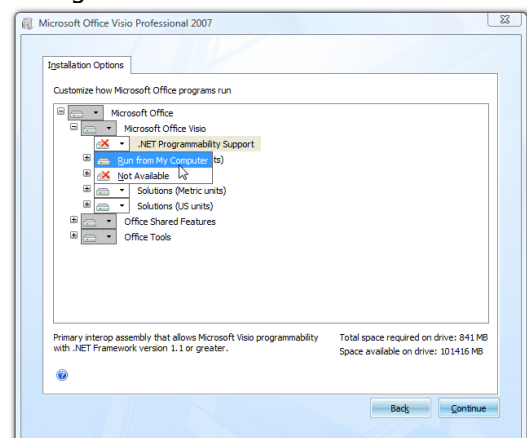 Microsoft Office Visio Professional 2007
Installation Options
Customize how Microsoft Office programs run
Microsoft Office
Microsoft Office Visio
.NET Programmability Support
Run from My Computer ts)
Not Available
Solutions (Metric units)
Solutions (US units)
Office Shared Features
Office Tools
Primary interop assembly that allows Microsoft Visio programmability
with .NET Framework version 1.1 or greater.
Total space required on drive: 841 MB
Space available on drive: 101416 MB
Back
Continue